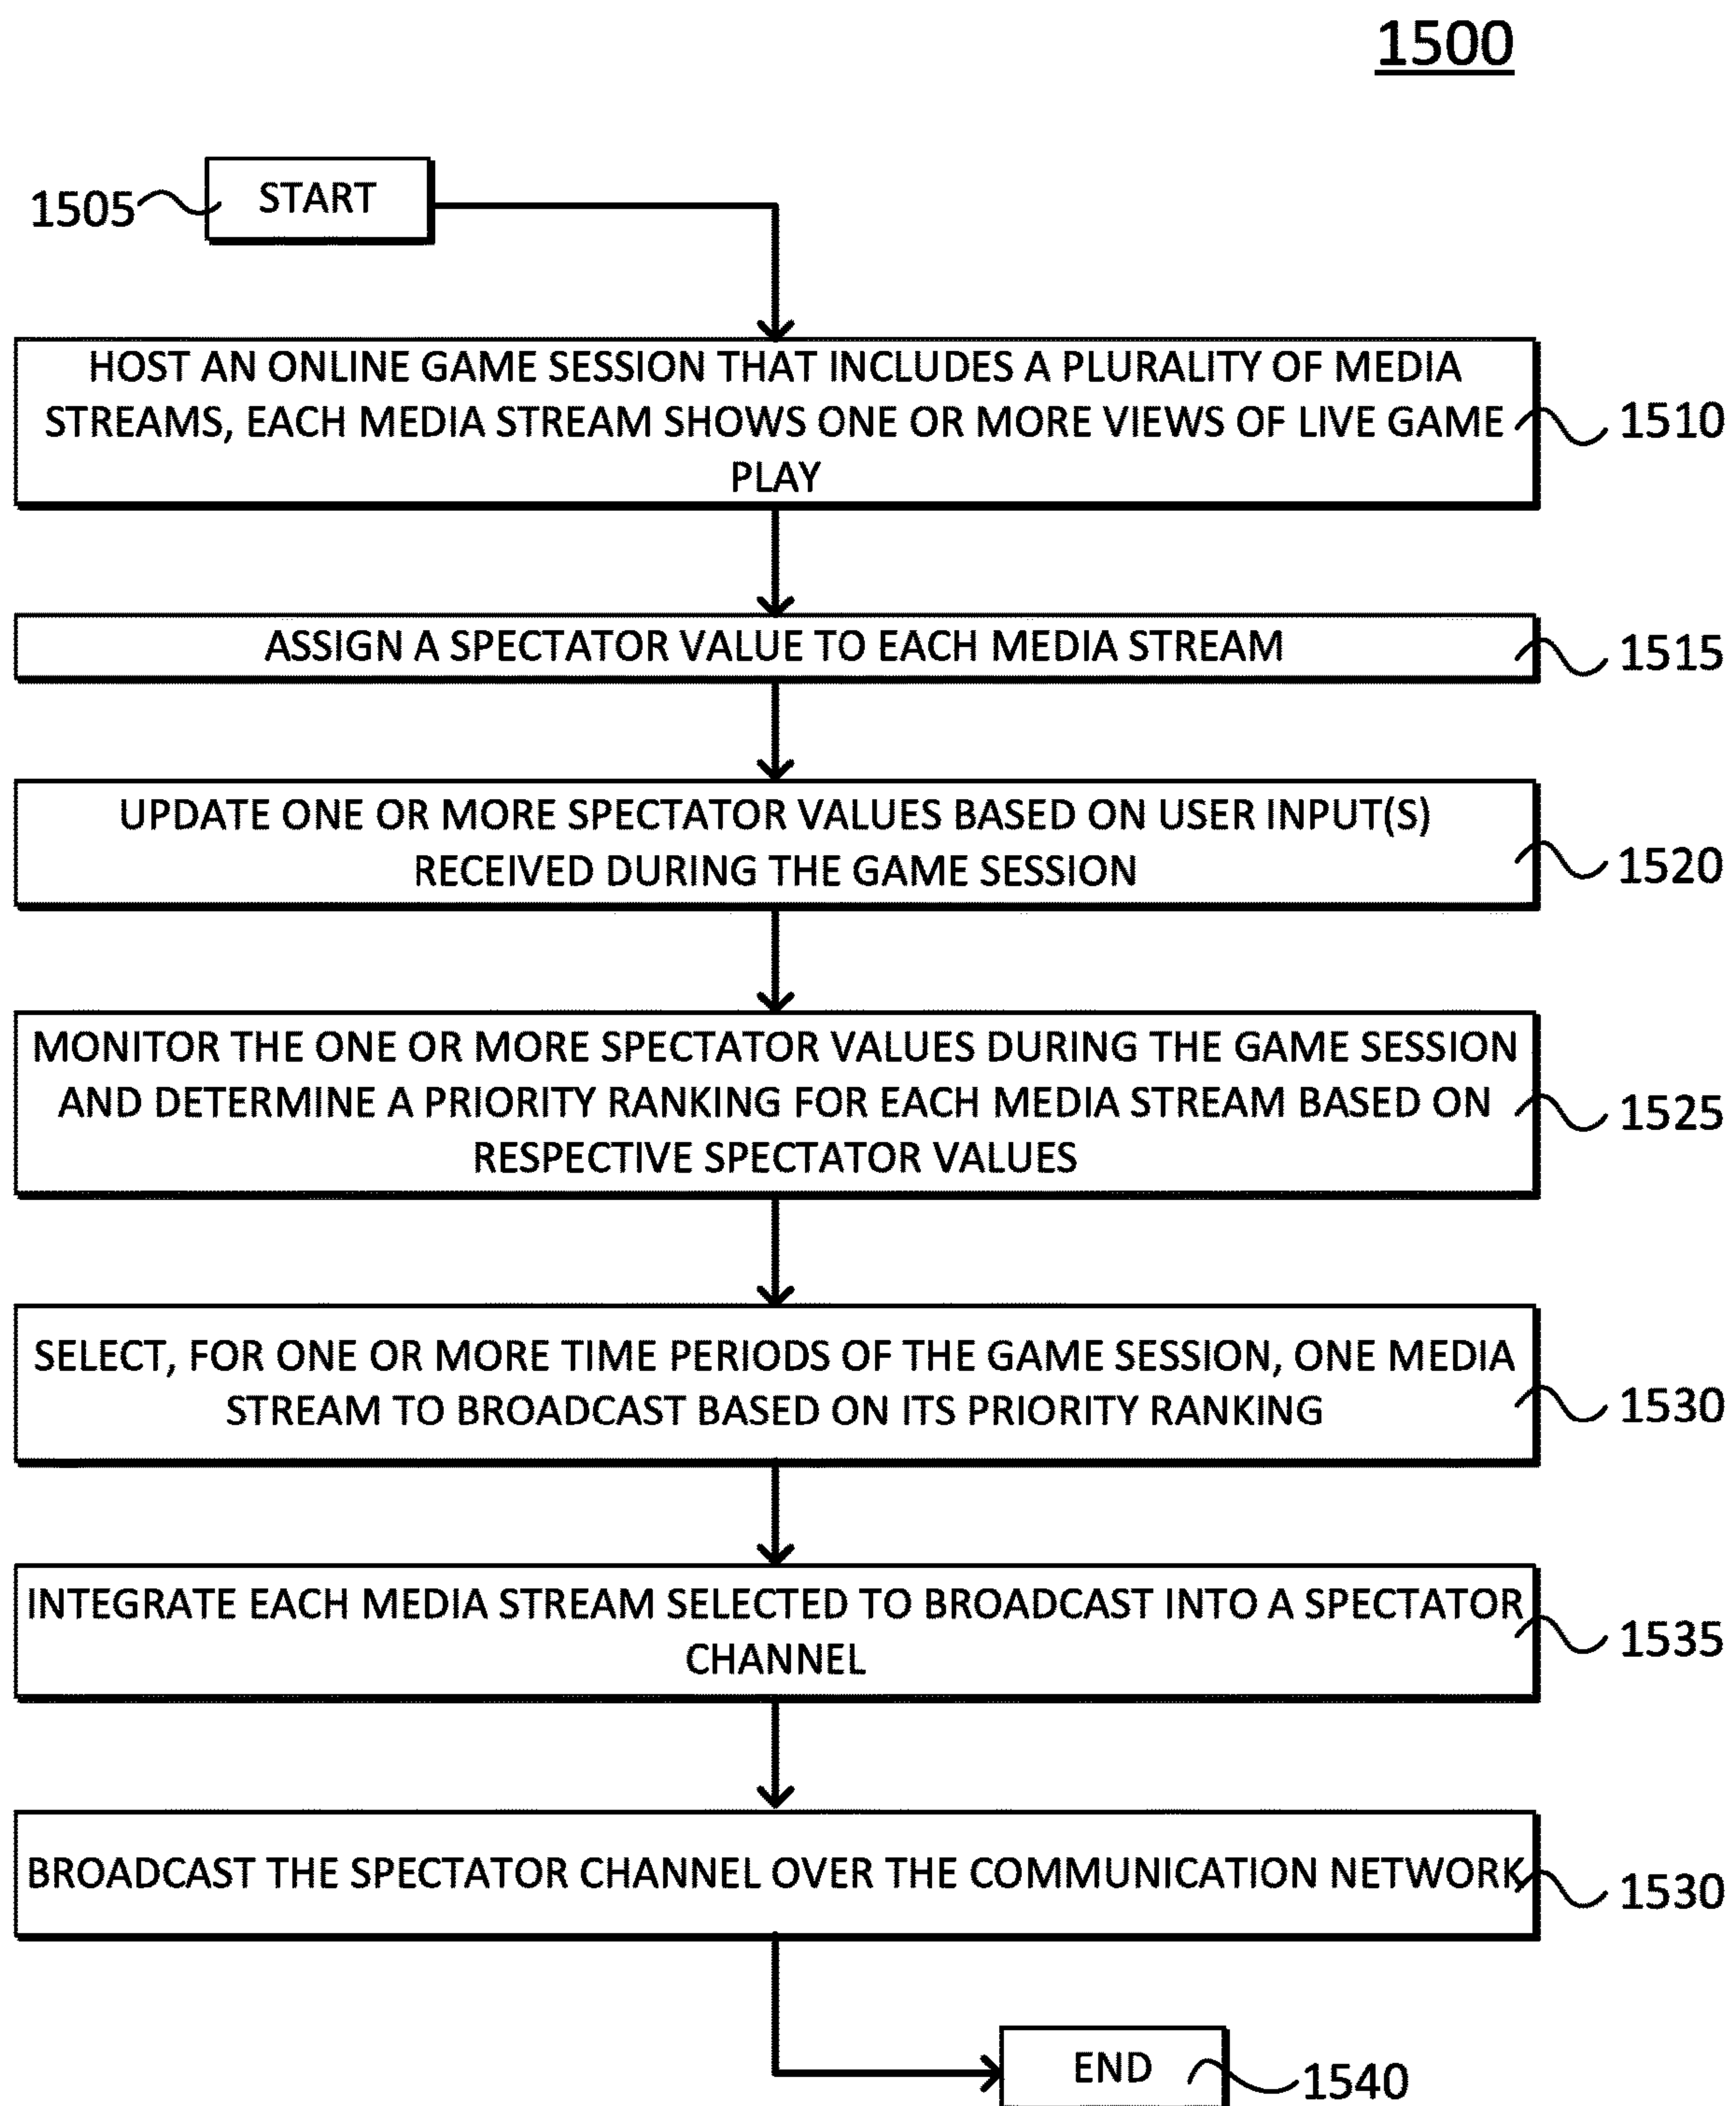 1500
START
1505
HOST AN ONLINE GAME SESSION THAT INCLUDES A PLURALITY OF MEDIA
STREAMS, EACH MEDIA STREAM SHOWS ONE OR MORE VIEWS OF LIVE GAME
PLAY
1510
ASSIGN A SPECTATOR VALUE TO EACH MEDIA STREAM
1515
UPDATE ONE OR MORE SPECTATOR VALUES BASED ON USER INPUT(S)
RECEIVED DURING THE GAME SESSION
1520
MONITOR THE ONE OR MORE SPECTATOR VALUES DURING THE GAME SESSION
AND DETERMINE A PRIORITY RANKING FOR EACH MEDIA STREAM BASED ON
RESPECTIVE SPECTATOR VALUES
1525
SELECT, FOR ONE OR MORE TIME PERIODS OF THE GAME SESSION, ONE MEDIA
STREAM TO BROADCAST BASED ON ITS PRIORITY RANKING
1530
INTEGRATE EACH MEDIA STREAM SELECTED TO BROADCAST INTO A SPECTATOR
CHANNEL
1535
BROADCAST THE SPECTATOR CHANNEL OVER THE COMMUNICATION NETWORK
1530
END
1540